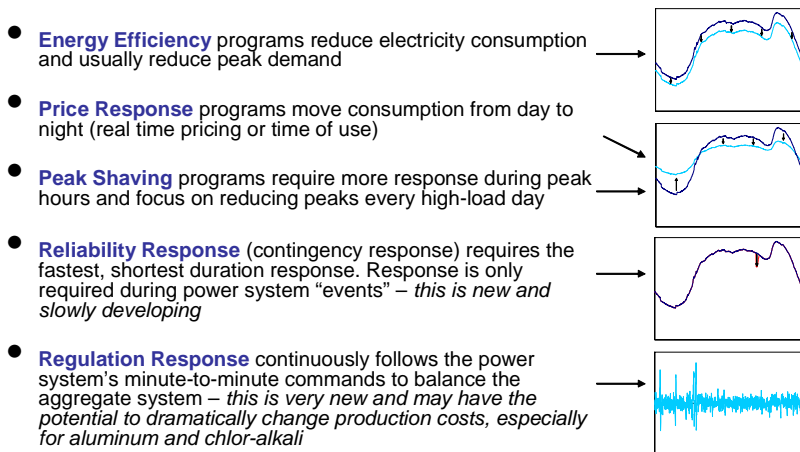 Energy Efficiency programs reduce electricity consumption
and usually reduce peak demand
Price Response programs move consumption from day to
night (real time pricing or time of use)
Peak Shaving programs require more response during peak
hours and focus on reducing peaks every high-load day
Reliability Response (contingency response) requires the
fastest, shortest duration response. Response is only
required during power system “events” – this is new and
slowly developing
Regulation Response continuously follows the power
system’s minute-to-minute commands to balance the
aggregate system – this is very new and may have the
potential to dramatically change production costs, especially
for aluminum and chlor-alkali